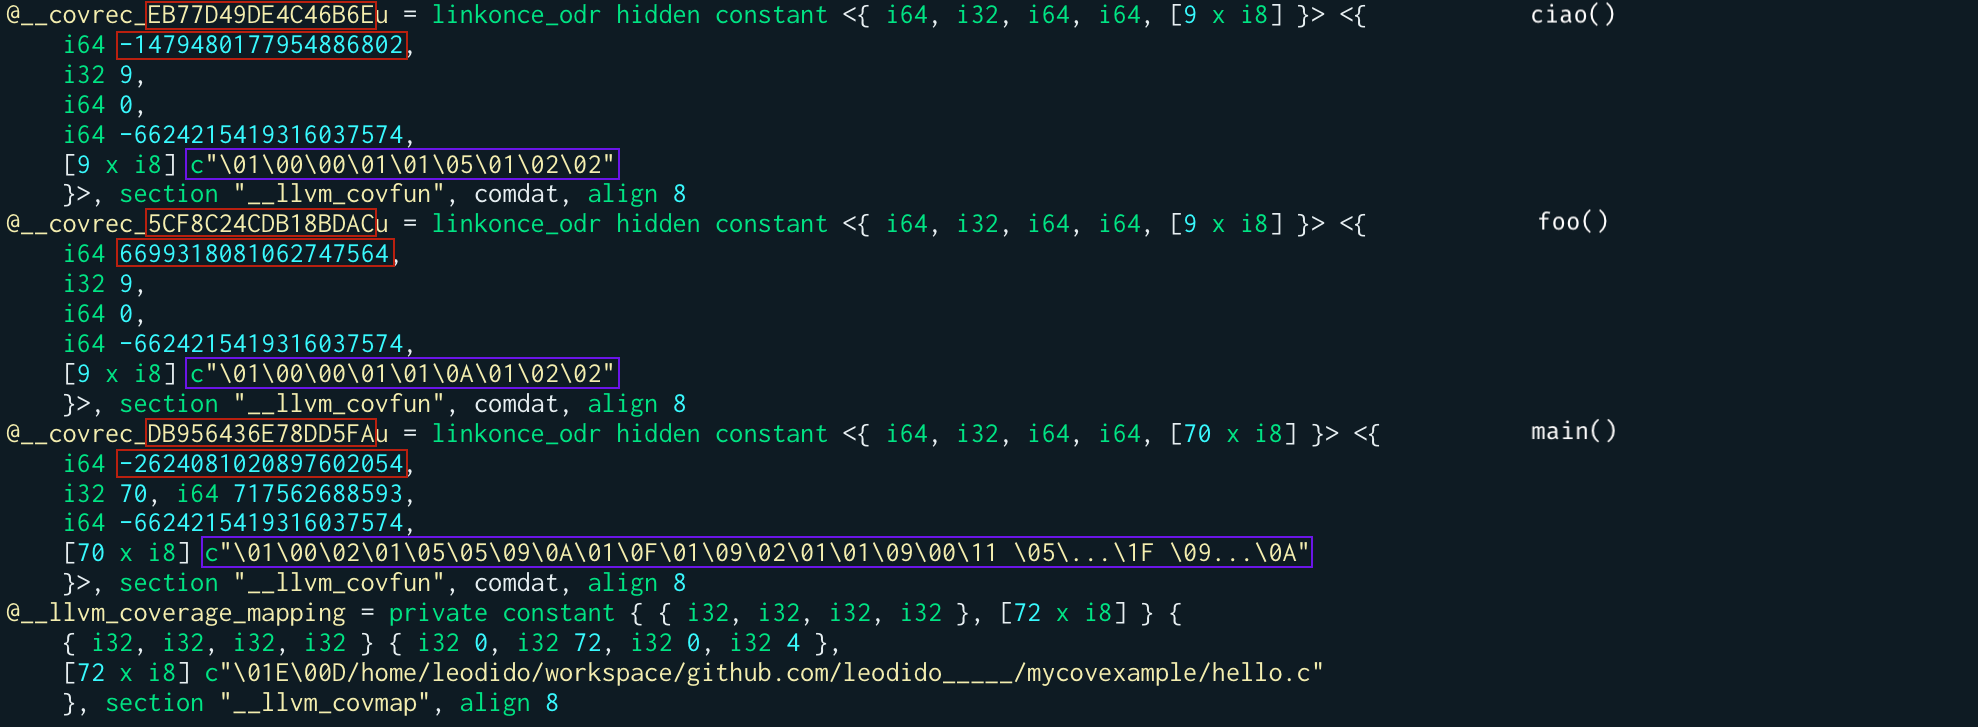 @__covrec_EB77D49DE4C46B6Eu = linkonce_odr hidden constant <{ i64, i32, i64, i64, [9 x i8] }> <{ ciao()
i64 -1479480177954886802,
i32 9,
i64 0,
i64 -6624215419316037574,
[9 x i8] c"\01\00\00\01\01\05\01\02\02"
}>, section "__llvm_covfun", comdat, align 8
@__covrec_5CF8C24CDB18BDACu = linkonce_odr hidden constant <{ i64, i32, i64, i64, [9 x i8] }> <{ foo()
i64 6699318081062747564,
i32 9,
i64 0,
i64 -6624215419316037574,
[9 x i8] c"\01\00\00\01\01\0A\01\02\02"
}>, section "__llvm_covfun", comdat, align 8
@__covrec_DB956436E78DD5FAu = linkonce_odr hidden constant <{ i64, i32, i64, i64, [70 x i8] }> <{ main()
i64 -2624081020897602054,
i32 70, i64 717562688593,
i64 -6624215419316037574,
[70 x i8] c"\01\00\02\01\05\05\09\0A\01\0F\01\09\02\01\01\09\00\11 \05\...\1F \09...\0A"
}>, section "__llvm_covfun", comdat, align 8
@__llvm_coverage_mapping = private constant { { i32, i32, i32, i32 }, [72 x i8] } {
{ i32, i32, i32, i32 } { i32 0, i32 72, i32 0, i32 4 },
[72 x i8] c"\01E\00D/home/leodido/workspace/github.com/leodido_____/mycovexample/hello.c"
}, section "__llvm_covmap", align 8